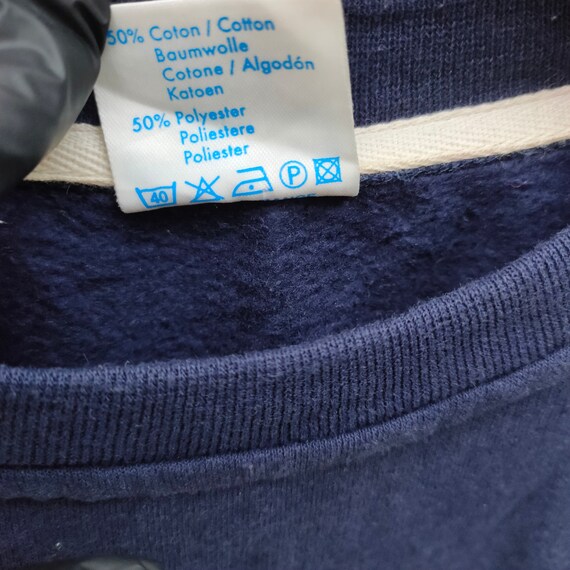 50% Coton / Cotton
Baumwolle
Cotone / Algodón
Katoen
50% Polyester
Poliestere
Poliester
40 P